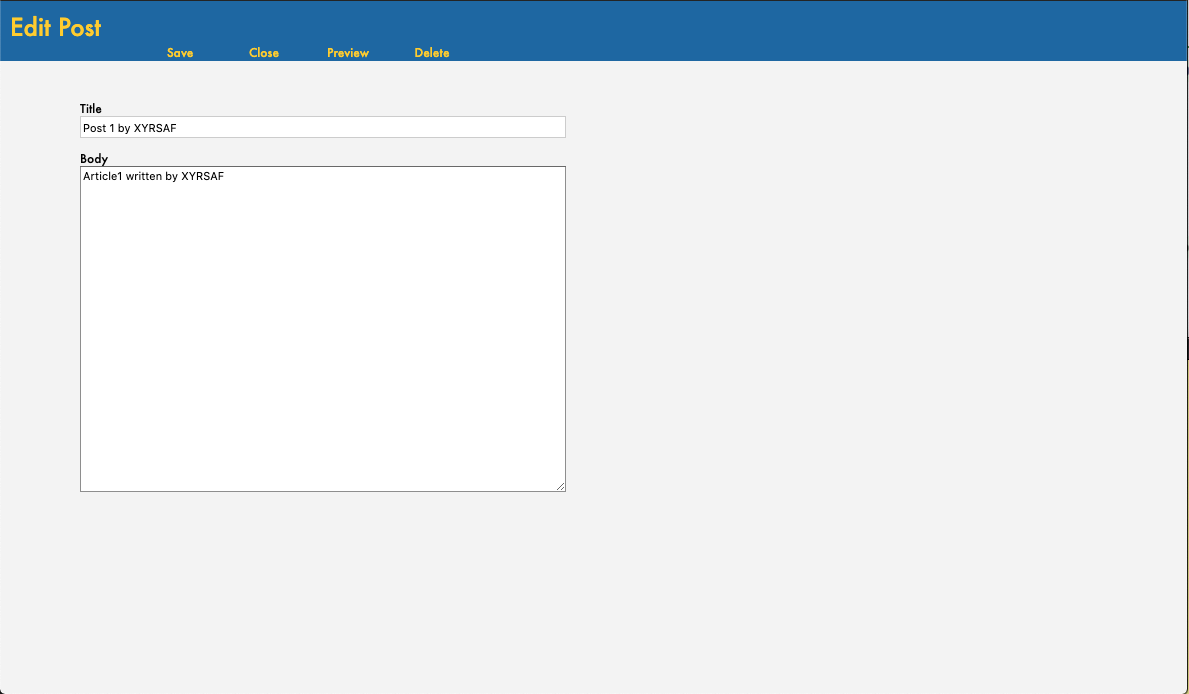 Edit Post
Save Close Preview Delete
Title
Post 1 by XYRSAF
Body
Article1 written by XYRSAF